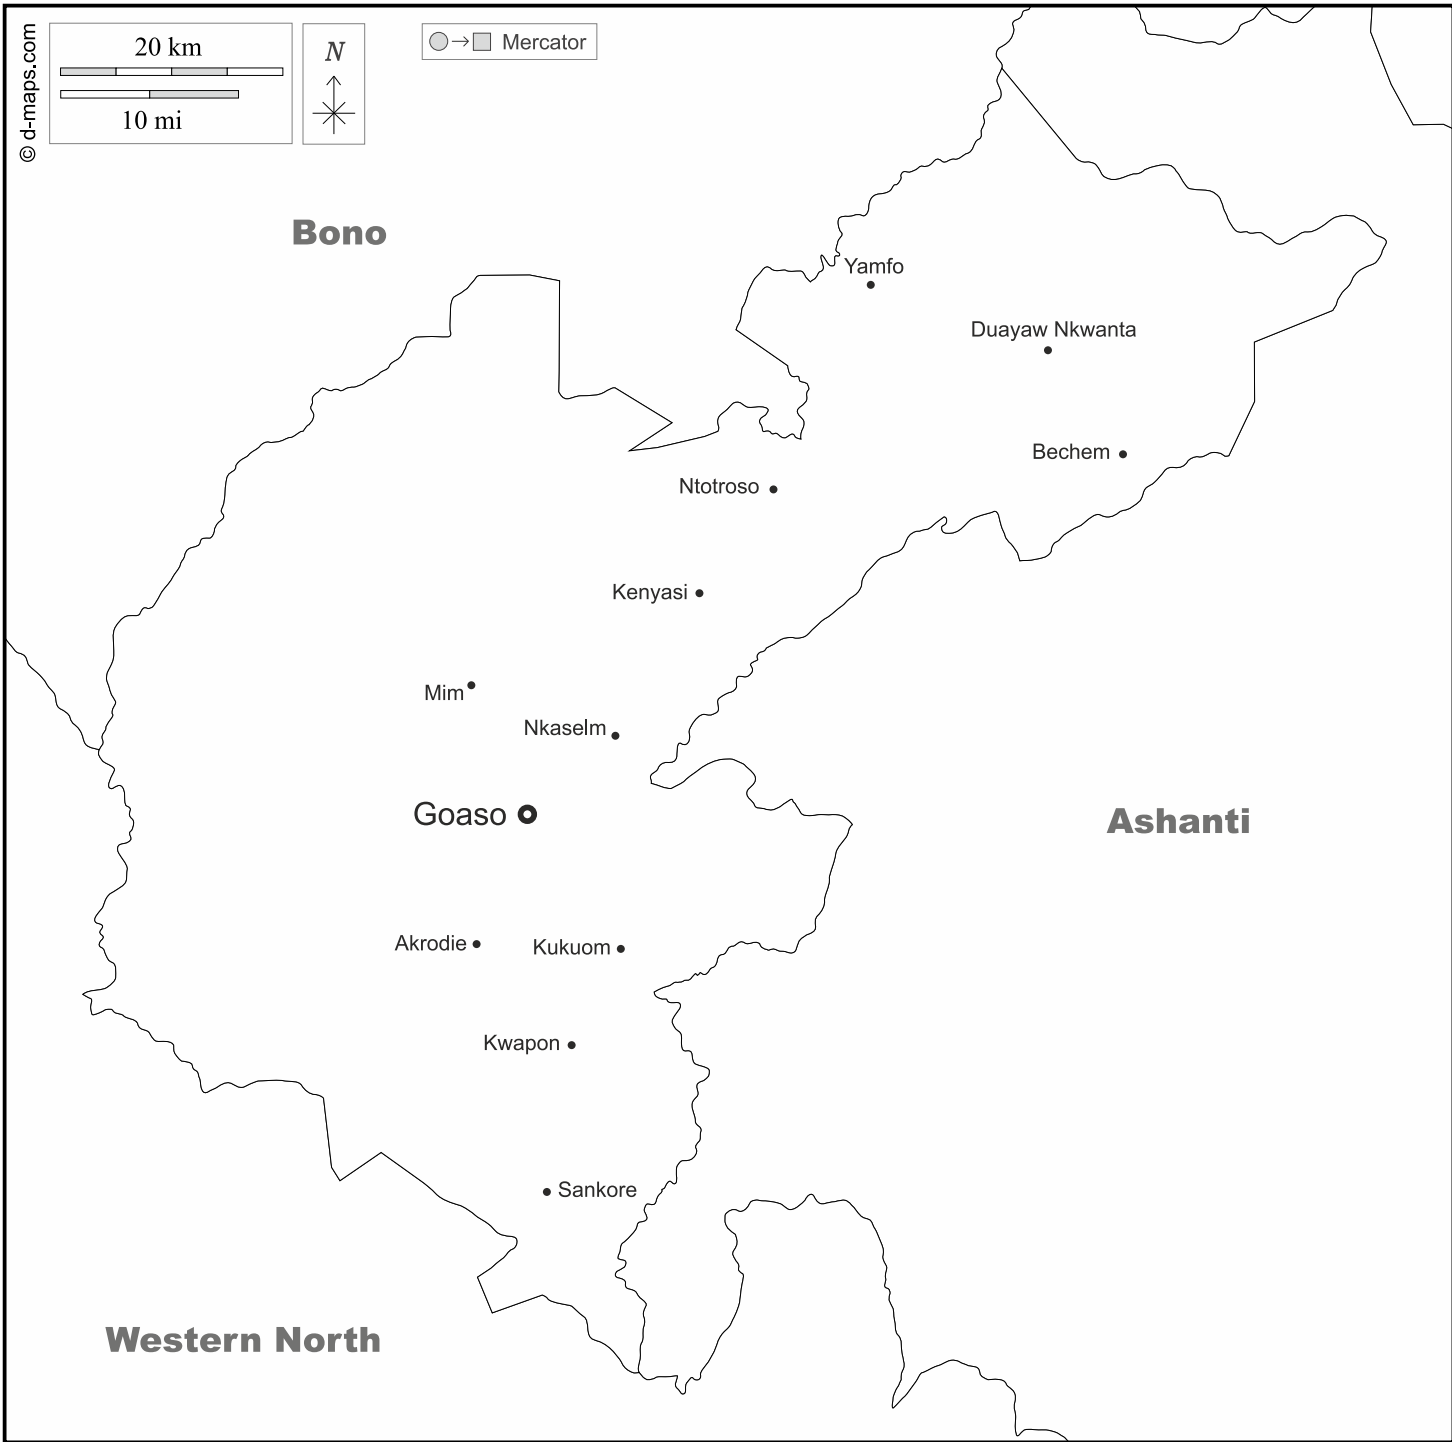 © d-maps.com
20 km
10 mi
N
Mercator
Bono
Yamfo
Duayaw Nkwanta
Bechem
Ntotroso
Kenyasi
Mim
Nkaselm
Goaso
Ashanti
Akrodie
Kukuom
Kwapon
Sankore
Western North